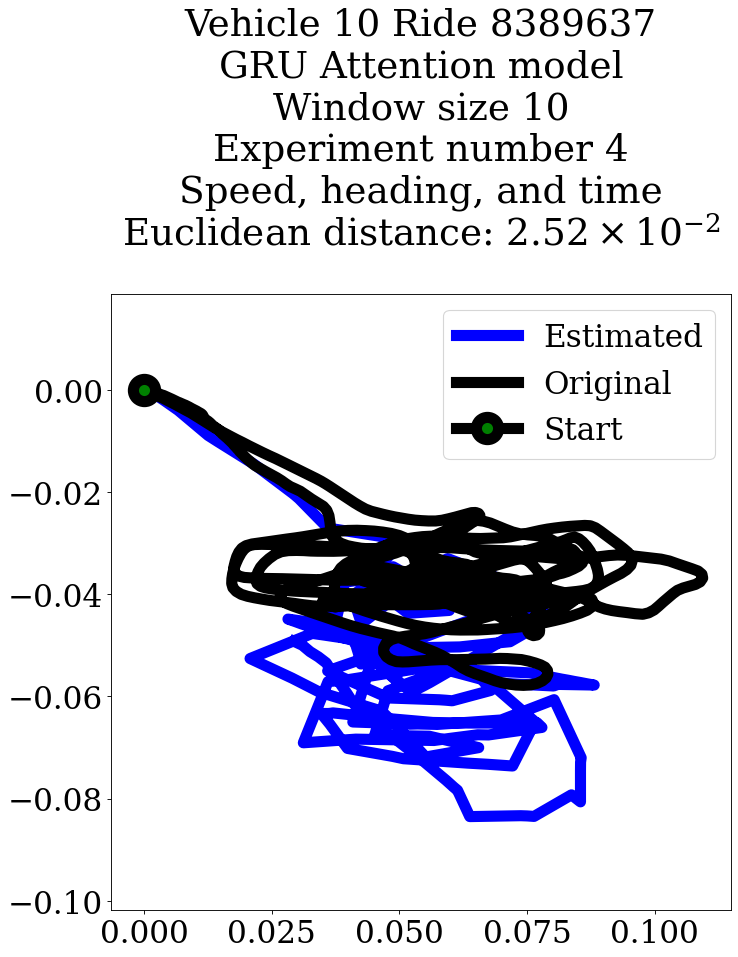 Vehicle 10 Ride 8389637
GRU Attention model
Window size 10
Experiment number 4
Speed, heading, and time
Euclidean distance: 2.52 × 10⁻²
Estimated
Original
Start
0.00
−0.02
−0.04
−0.06
−0.08
−0.10
0.000 0.025 0.050 0.075 0.100